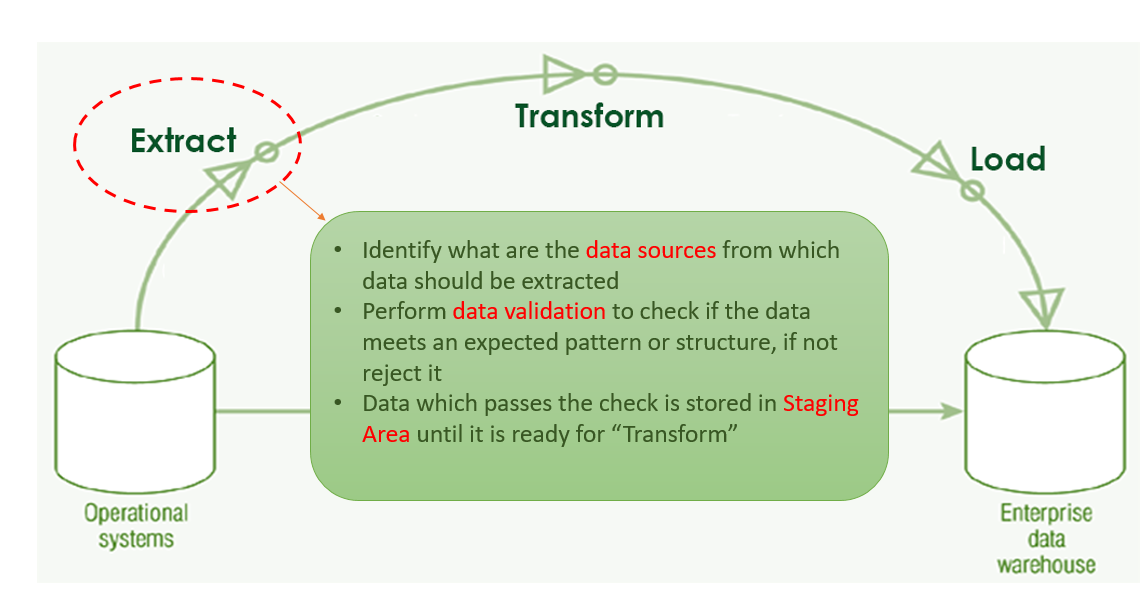 Transform
Extract
Load
• Identify what are the data sources from which
data should be extracted
• Perform data validation to check if the data
meets an expected pattern or structure, if not
reject it
• Data which passes the check is stored in Staging
Area until it is ready for “Transform”
Operational
systems
Enterprise
data
warehouse